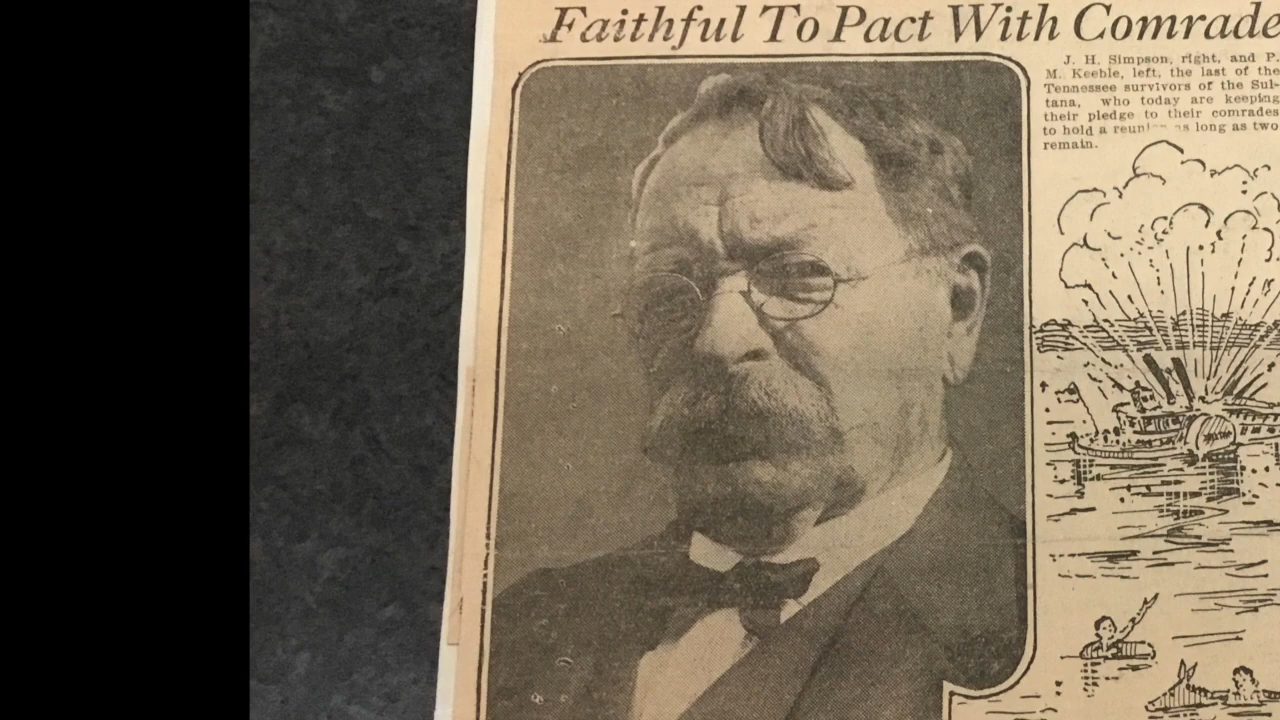 Faithful To Pact With Comrade
J. H. Simpson, right, and P.
M. Keeble, left, the last of the
Tennessee survivors of the Sul-
tana, who today are keeping
their pledge to their comrades
to hold a reunion as long as two
remain.